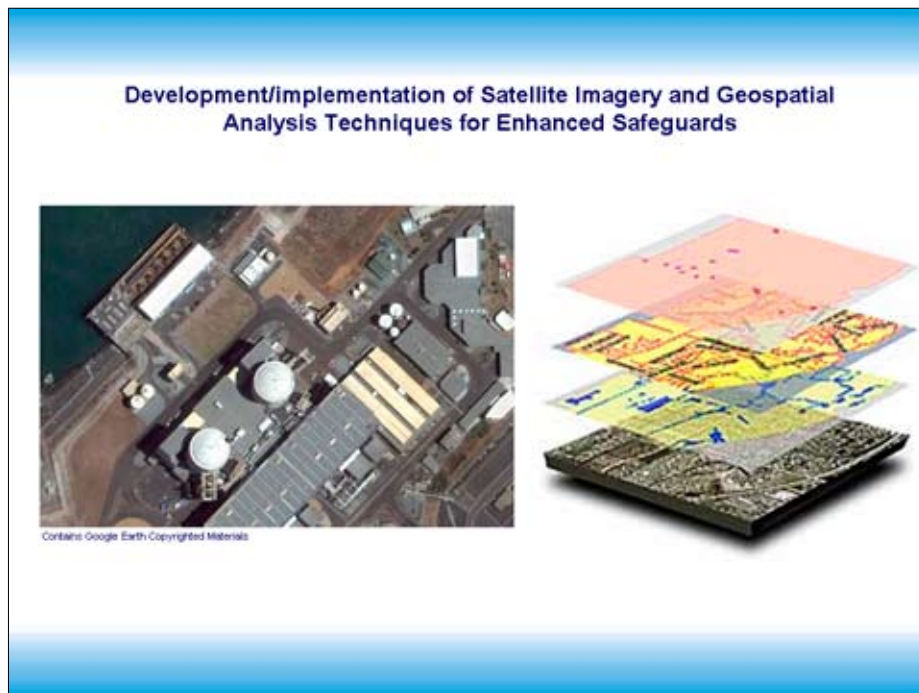 Development/implementation of Satellite Imagery and Geospatial
Analysis Techniques for Enhanced Safeguards
Contains Google Earth Copyrighted Materials